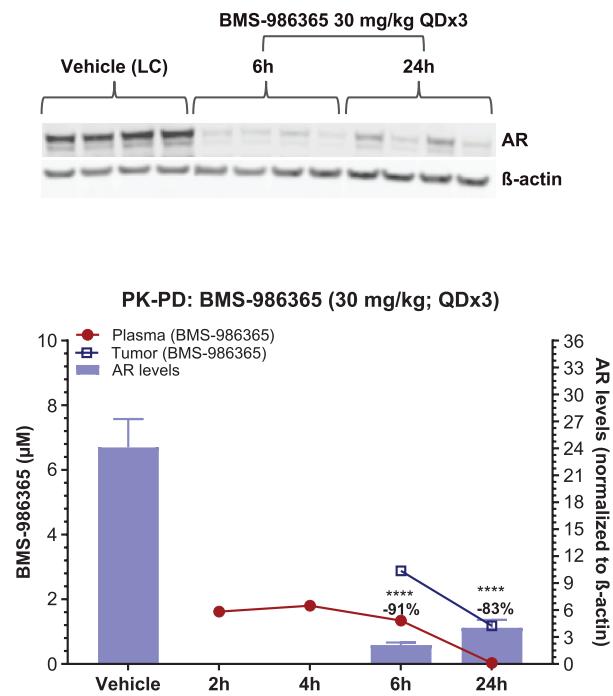 BMS-986365 30 mg/kg QDx3
Vehicle (LC)
6h
24h
AR
ß-actin
PK-PD: BMS-986365 (30 mg/kg; QDx3)
Plasma (BMS-986365)
Tumor (BMS-986365)
AR levels
BMS-986365 (µM)
10
8
6
4
2
0
AR levels (normalized to ß-actin)
36
33
30
27
24
21
18
15
12
9
6
3
0
****
-91%
****
-83%
Vehicle
2h
4h
6h
24h